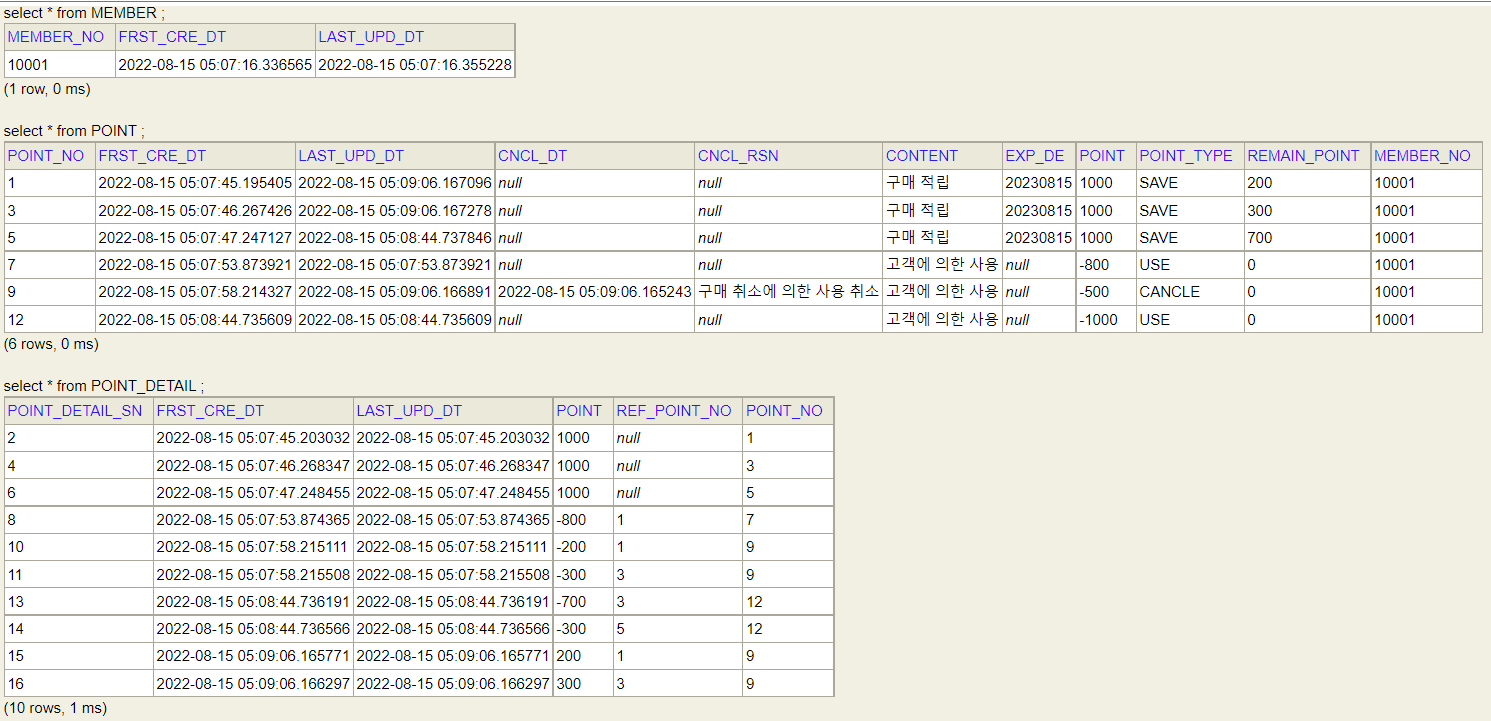 select * from MEMBER ;
MEMBER_NO FRST_CRE_DT LAST_UPD_DT
10001 2022-08-15 05:07:16.336565 2022-08-15 05:07:16.355228
(1 row, 0 ms)
select * from POINT ;
POINT_NO FRST_CRE_DT LAST_UPD_DT CNCL_DT CNCL_RSN CONTENT EXP_DE POINT POINT_TYPE REMAIN_POINT MEMBER_NO
1 2022-08-15 05:07:45.195405 2022-08-15 05:09:06.167096 null null 구매 적립 20230815 1000 SAVE 200 10001
3 2022-08-15 05:07:46.267426 2022-08-15 05:09:06.167278 null null 구매 적립 20230815 1000 SAVE 300 10001
5 2022-08-15 05:07:47.247127 2022-08-15 05:08:44.737846 null null 구매 적립 20230815 1000 SAVE 700 10001
7 2022-08-15 05:07:53.873921 2022-08-15 05:07:53.873921 null null 고객에 의한 사용 null -800 USE 0 10001
9 2022-08-15 05:07:58.214327 2022-08-15 05:09:06.166891 2022-08-15 05:09:06.165243 구매 취소에 의한 사용 취소 고객에 의한 사용 null -500 CANCLE 0 10001
12 2022-08-15 05:08:44.735609 2022-08-15 05:08:44.735609 null null 고객에 의한 사용 null -1000 USE 0 10001
(6 rows, 0 ms)
select * from POINT_DETAIL ;
POINT_DETAIL_SN FRST_CRE_DT LAST_UPD_DT POINT REF_POINT_NO POINT_NO
2 2022-08-15 05:07:45.203032 2022-08-15 05:07:45.203032 1000 null 1
4 2022-08-15 05:07:46.268347 2022-08-15 05:07:46.268347 1000 null 3
6 2022-08-15 05:07:47.248455 2022-08-15 05:07:47.248455 1000 null 5
8 2022-08-15 05:07:53.874365 2022-08-15 05:07:53.874365 -800 1 7
10 2022-08-15 05:07:58.215111 2022-08-15 05:07:58.215111 -200 1 9
11 2022-08-15 05:07:58.215508 2022-08-15 05:07:58.215508 -300 3 9
13 2022-08-15 05:08:44.736191 2022-08-15 05:08:44.736191 -700 3 12
14 2022-08-15 05:08:44.736566 2022-08-15 05:08:44.736566 -300 5 12
15 2022-08-15 05:09:06.165771 2022-08-15 05:09:06.165771 200 1 9
16 2022-08-15 05:09:06.166297 2022-08-15 05:09:06.166297 300 3 9
(10 rows, 1 ms)